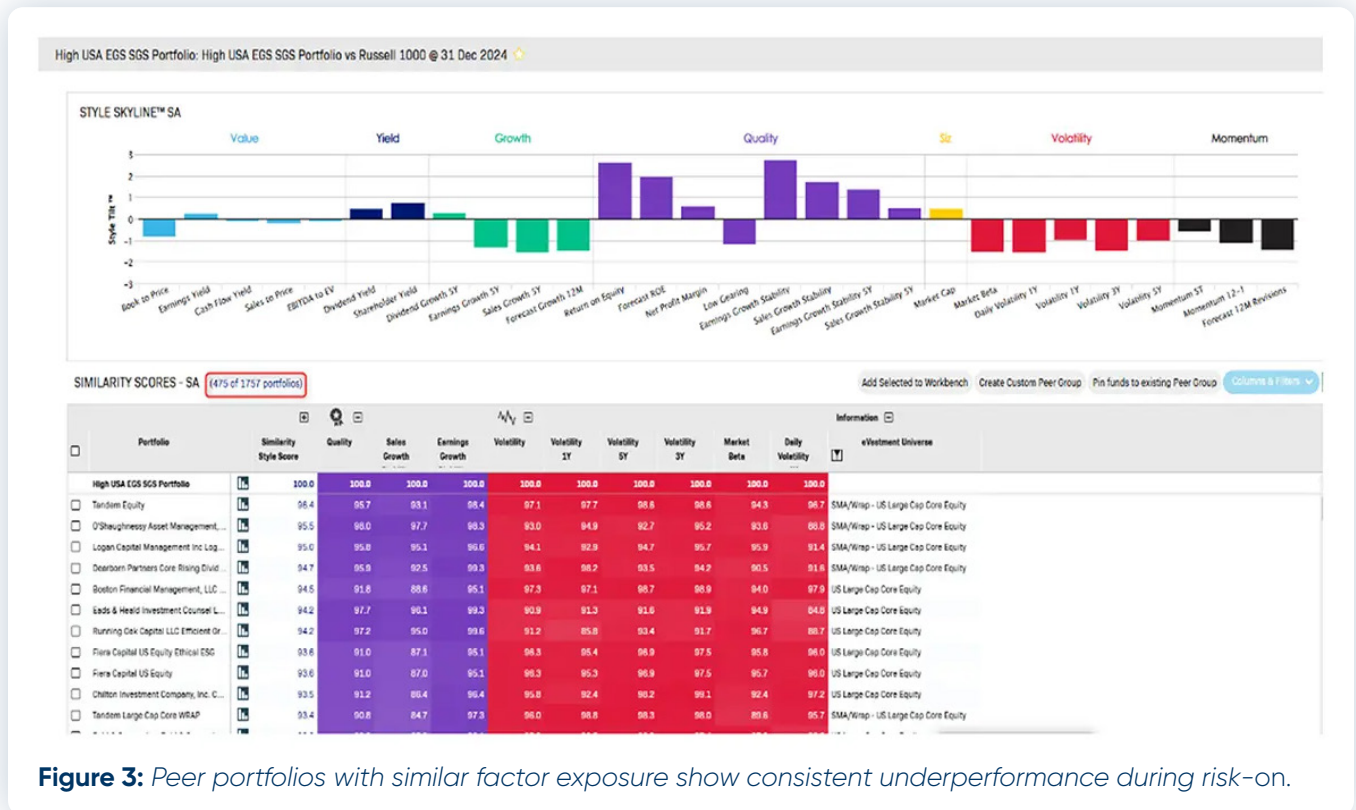 High USA EGS SGS Portfolio: High USA EGS SGS Portfolio vs Russell 1000 @ 31 Dec 2024
STYLE SKYLINE™ SA
Value Yield Growth Quality Siz Volatility Momentum
Style Tilt ™
3
2
1
0
-1
-2
-3
Book to Price Earnings Yield Cash Flow Yield Sales to Price EBITDA to EV Dividend Yield Shareholder Yield Dividend Growth 5Y Earnings Growth 5Y Sales Growth 5Y Forecast Growth 12M Return on Equity Forecast ROE Net Profit Margin Low Gearing Earnings Growth Stability Sales Growth Stability Earnings Growth Stability 5Y Sales Growth Stability 5Y Market Cap Market Beta Daily Volatility 1Y Volatility 1Y Volatility 3Y Volatility 5Y Momentum ST Momentum 12-1 Forecast 12M Revisions
SIMILARITY SCORES - SA (475 of 1757 portfolios) Add Selected to Workbench Create Custom Peer Group Pin funds to existing Peer Group Columns & Filters
Information
Portfolio Similarity Quality Sales Earnings Volatility Volatility Volatility Volatility Market Daily eVestment Universe
Style Score Growth Growth 1Y 5Y 3Y Beta Volatility
High USA EGS SGS Portfolio 100.0 100.0 100.0 100.0 100.0 100.0 100.0 100.0 100.0 100.0
Tandem Equity 96.4 95.7 93.1 98.4 97.1 97.7 98.6 98.6 94.3 96.7 SMA/Wrap - US Large Cap Core Equity
O'Shaughnessy Asset Management,... 95.5 98.0 97.7 98.3 93.0 94.9 92.7 95.2 93.6 88.8 SMA/Wrap - US Large Cap Core Equity
Logan Capital Management Inc Log... 95.0 95.8 95.1 96.6 94.1 92.9 94.7 95.7 95.9 91.4 SMA/Wrap - US Large Cap Core Equity
Dearborn Partners Core Rising Divid... 94.7 95.9 92.5 99.3 93.6 98.2 93.5 94.2 90.5 91.6 SMA/Wrap - US Large Cap Core Equity
Boston Financial Management, LLC ... 94.5 91.8 88.6 95.1 97.3 97.1 98.7 98.9 94.0 97.9 US Large Cap Core Equity
Eads & Heald Investment Counsel L... 94.2 97.7 96.1 99.3 90.9 91.3 91.6 91.9 94.9 84.8 US Large Cap Core Equity
Running Oak Capital LLC Efficient Gr... 94.2 97.2 95.0 99.6 91.2 85.8 93.4 91.7 96.7 88.7 US Large Cap Core Equity
Fiera Capital US Equity Ethical ESG 93.6 91.0 87.1 95.1 96.3 95.4 96.9 97.5 95.8 96.0 US Large Cap Core Equity
Fiera Capital US Equity 93.6 91.0 87.0 95.1 96.3 95.3 96.9 97.5 95.7 96.0 US Large Cap Core Equity
Chilton Investment Company, Inc. C... 93.5 91.2 86.4 96.4 95.8 92.4 98.2 99.1 92.4 97.2 US Large Cap Core Equity
Tandem Large Cap Core WRAP 93.4 90.8 84.7 97.3 96.0 98.8 98.3 98.0 89.6 95.7 SMA/Wrap - US Large Cap Core Equity
Figure 3: Peer portfolios with similar factor exposure show consistent underperformance during risk-on.